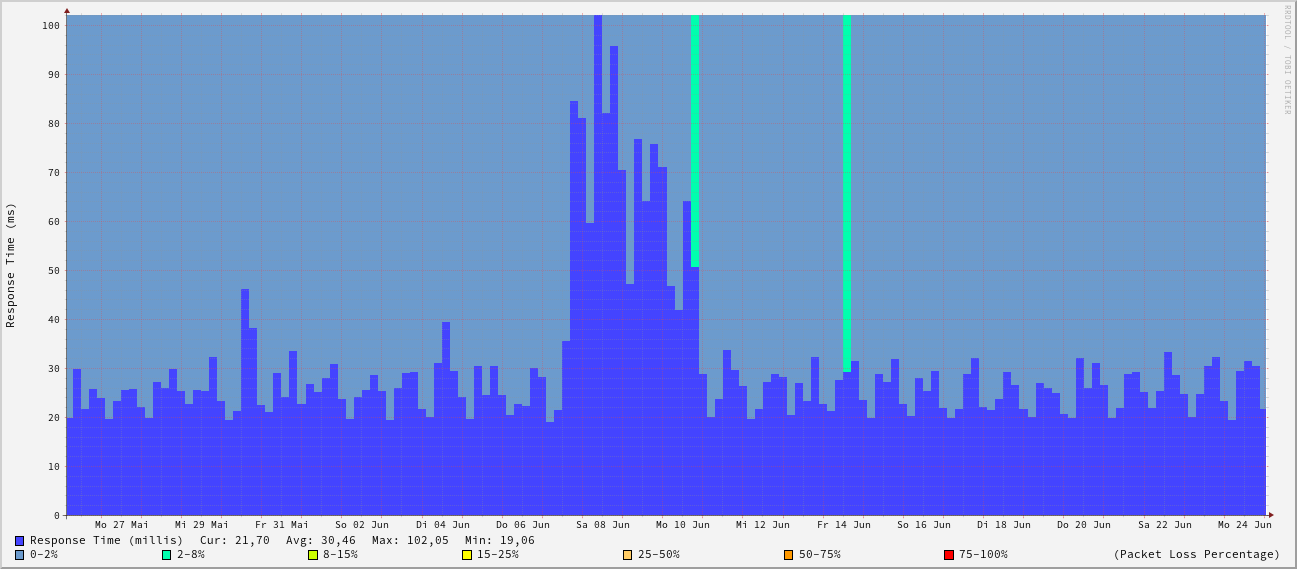 RRDTOOL / TOBI OETIKER
Response Time (ms)
100
90
80
70
60
50
40
30
20
10
0
Mo 27 Mai Mi 29 Mai Fr 31 Mai So 02 Jun Di 04 Jun Do 06 Jun Sa 08 Jun Mo 10 Jun Mi 12 Jun Fr 14 Jun So 16 Jun Di 18 Jun Do 20 Jun Sa 22 Jun Mo 24 Jun
Response Time (millis) Cur: 21,70 Avg: 30,46 Max: 102,05 Min: 19,06
0-2% 2-8% 8-15% 15-25% 25-50% 50-75% 75-100% (Packet Loss Percentage)